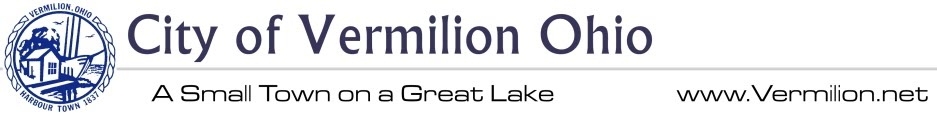 VERMILION, OHIO
HARBOUR TOWN 1837
City of Vermilion Ohio
A Small Town on a Great Lake
www.Vermilion.net